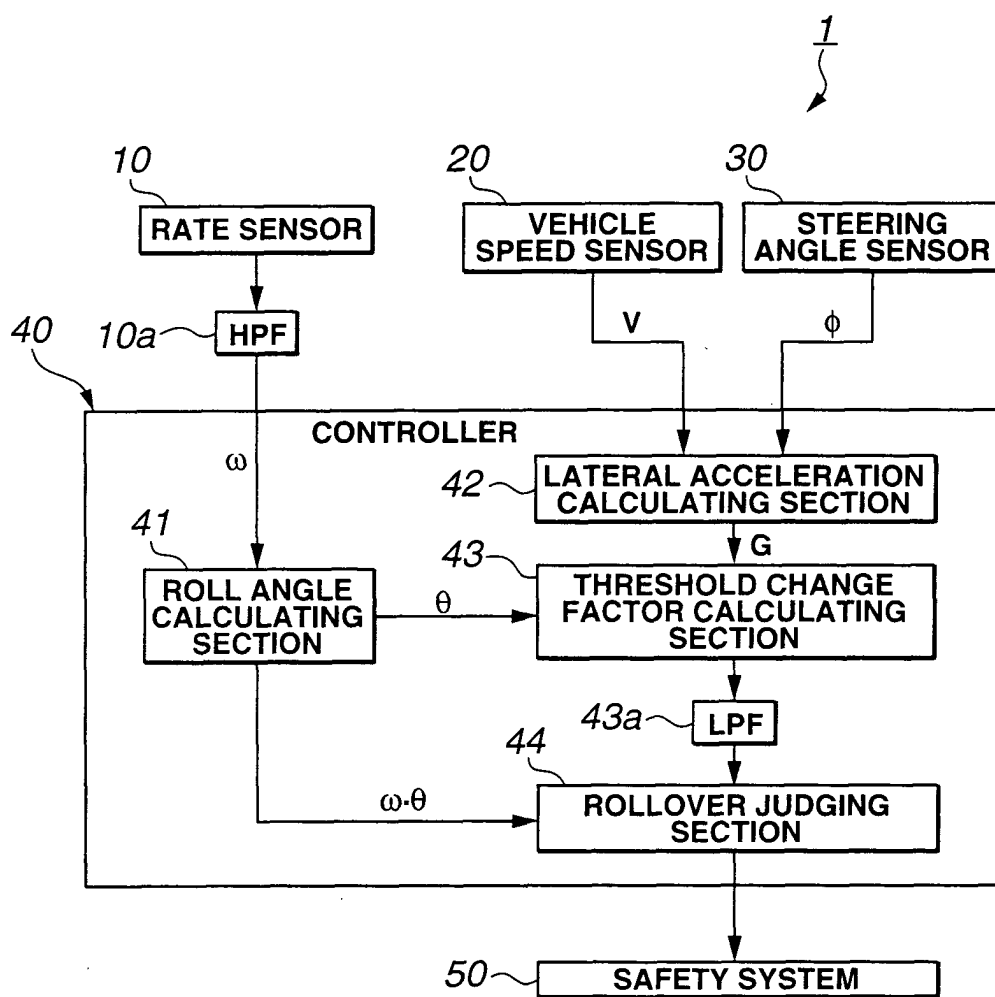 1
10
RATE SENSOR
20
VEHICLE
SPEED SENSOR
30
STEERING
ANGLE SENSOR
10a
HPF
V
ϕ
40
CONTROLLER
ω
42
LATERAL ACCELERATION
CALCULATING SECTION
G
41
ROLL ANGLE
CALCULATING
SECTION
θ
43
THRESHOLD CHANGE
FACTOR CALCULATING
SECTION
43a
LPF
44
ω·θ
ROLLOVER JUDGING
SECTION
50
SAFETY SYSTEM